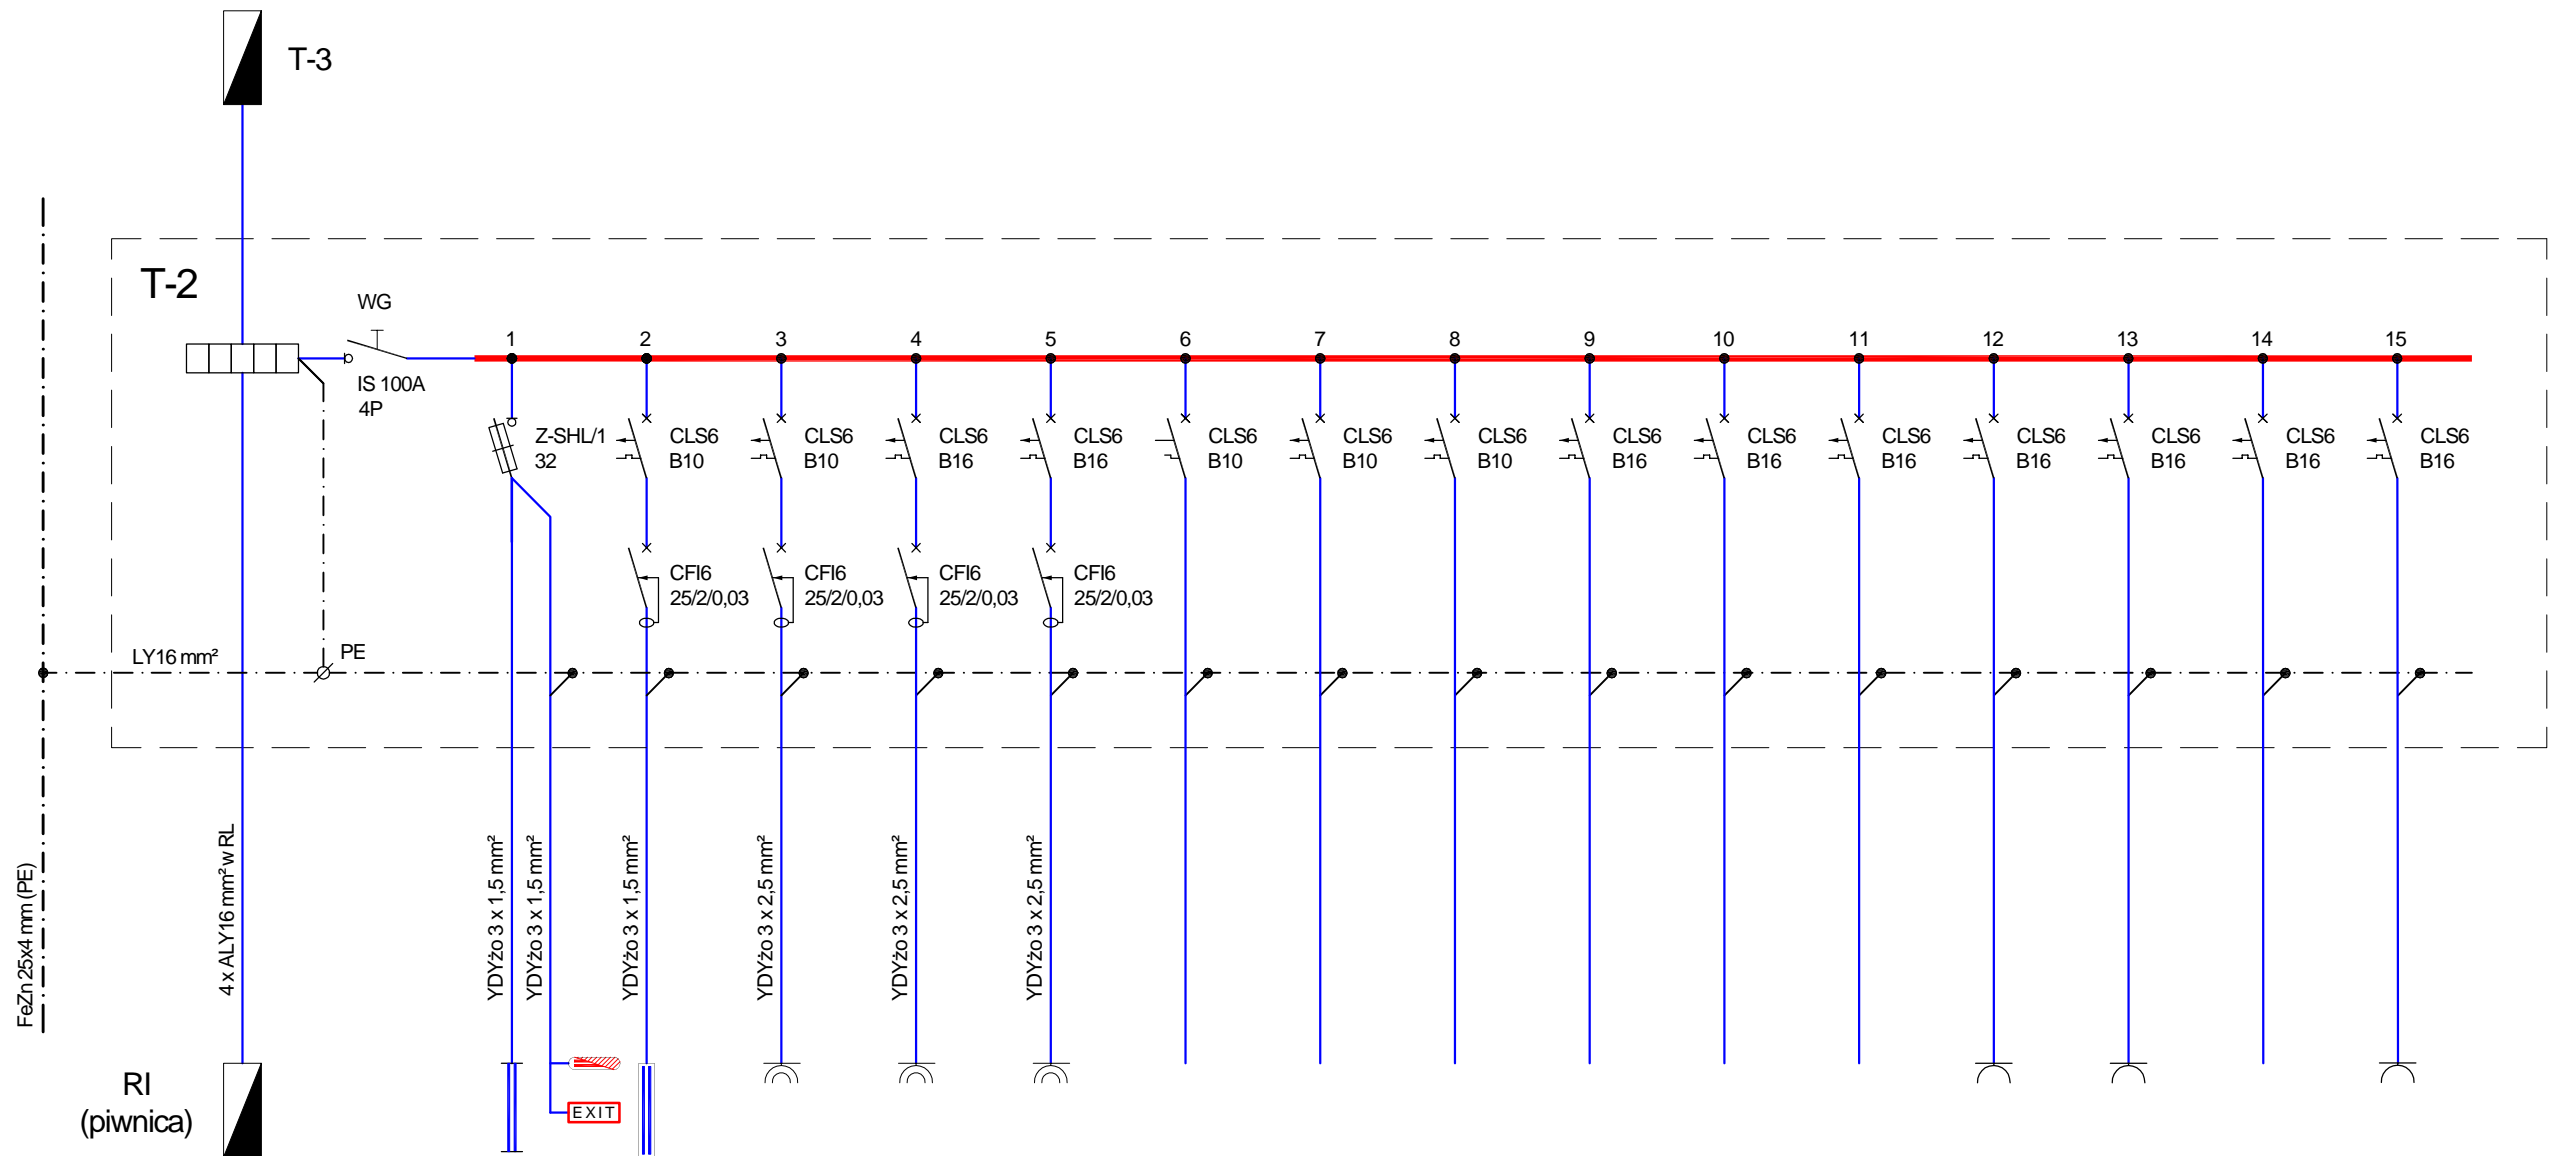 T-3
T-2
WG
IS 100A
4P
1
2
3
4
5
6
7
8
9
10
11
12
13
14
15
Z-SHL/1
32
CLS6
B10
CLS6
B10
CLS6
B16
CLS6
B16
CLS6
B10
CLS6
B10
CLS6
B10
CLS6
B16
CLS6
B16
CLS6
B16
CLS6
B16
CLS6
B16
CLS6
B16
CLS6
B16
CFI6
25/2/0,03
CFI6
25/2/0,03
CFI6
25/2/0,03
CFI6
25/2/0,03
LY16 mm²
PE
FeZn 25x4 mm (PE)
4 x ALY16 mm² w RL
YDYżo 3 x 1,5 mm²
YDYżo 3 x 1,5 mm²
YDYżo 3 x 1,5 mm²
YDYżo 3 x 2,5 mm²
YDYżo 3 x 2,5 mm²
YDYżo 3 x 2,5 mm²
RI
(piwnica)
EXIT